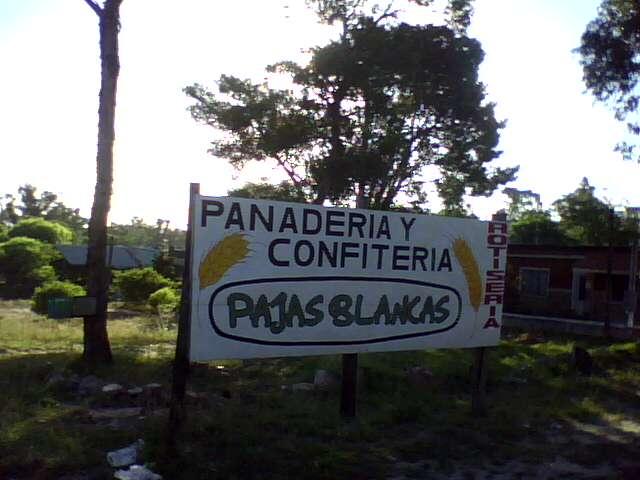 PANADERIA Y
CONFITERIA
PAJAS BLANCAS
ROTISERIA